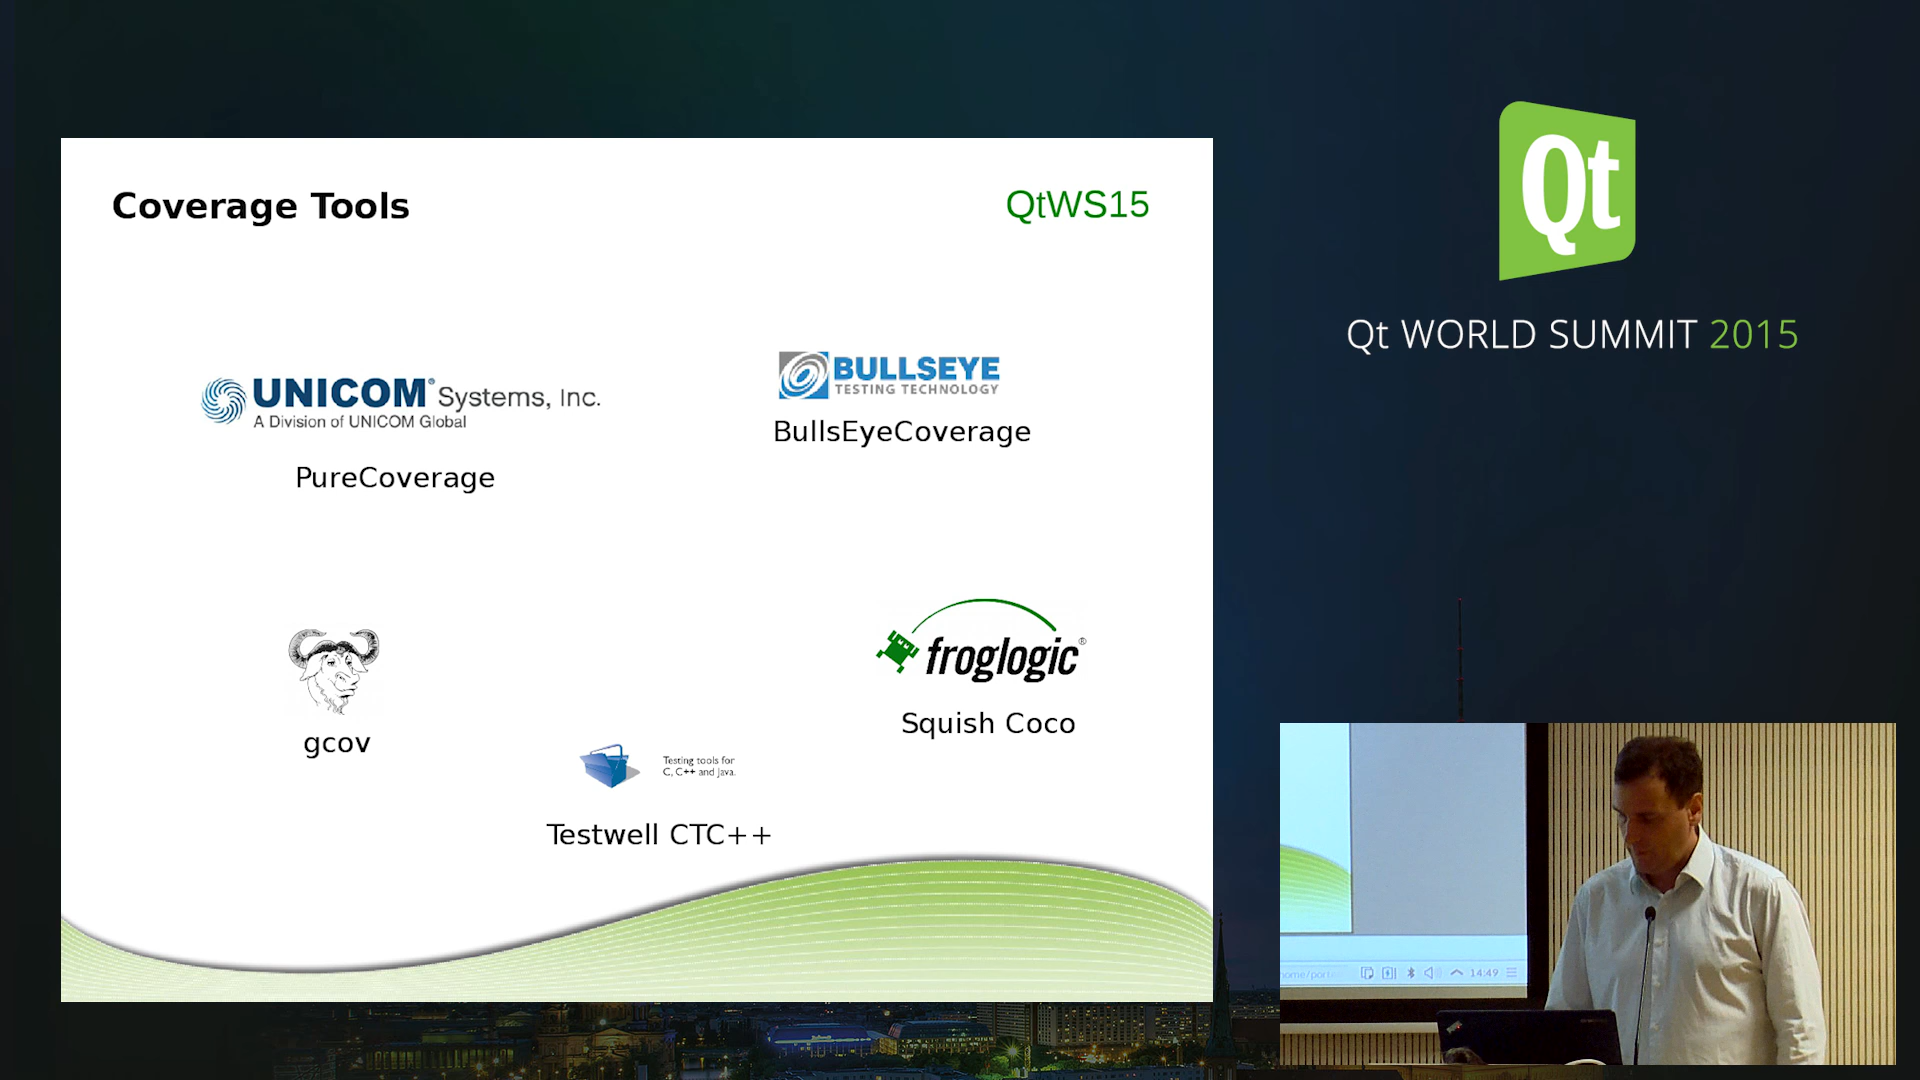 Coverage Tools
QtWS15
UNICOM® Systems, Inc.
A Division of UNICOM Global
PureCoverage
BULLSEYE
TESTING TECHNOLOGY
BullsEyeCoverage
gcov
froglogic®
Squish Coco
Testing tools for
C, C++ and Java.
Testwell CTC++
Qt
Qt WORLD SUMMIT 2015
14:49